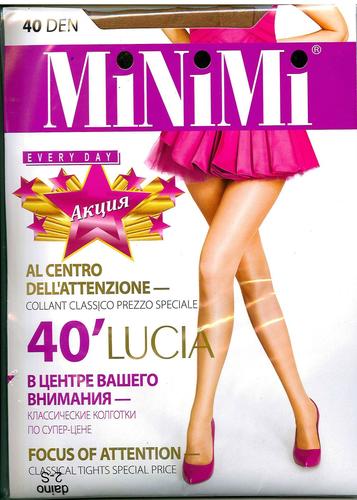 40 DEN
MiNiMi®
EVERY DAY
Акция
AL CENTRO
DELL'ATTENZIONE —
COLLANT CLASSICO PREZZO SPECIALE
40' LUCIA
В ЦЕНТРЕ ВАШЕГО
ВНИМАНИЯ —
КЛАССИЧЕСКИЕ КОЛГОТКИ
ПО СУПЕР-ЦЕНЕ
FOCUS OF ATTENTION —
CLASSICAL TIGHTS SPECIAL PRICE
daino
2-S